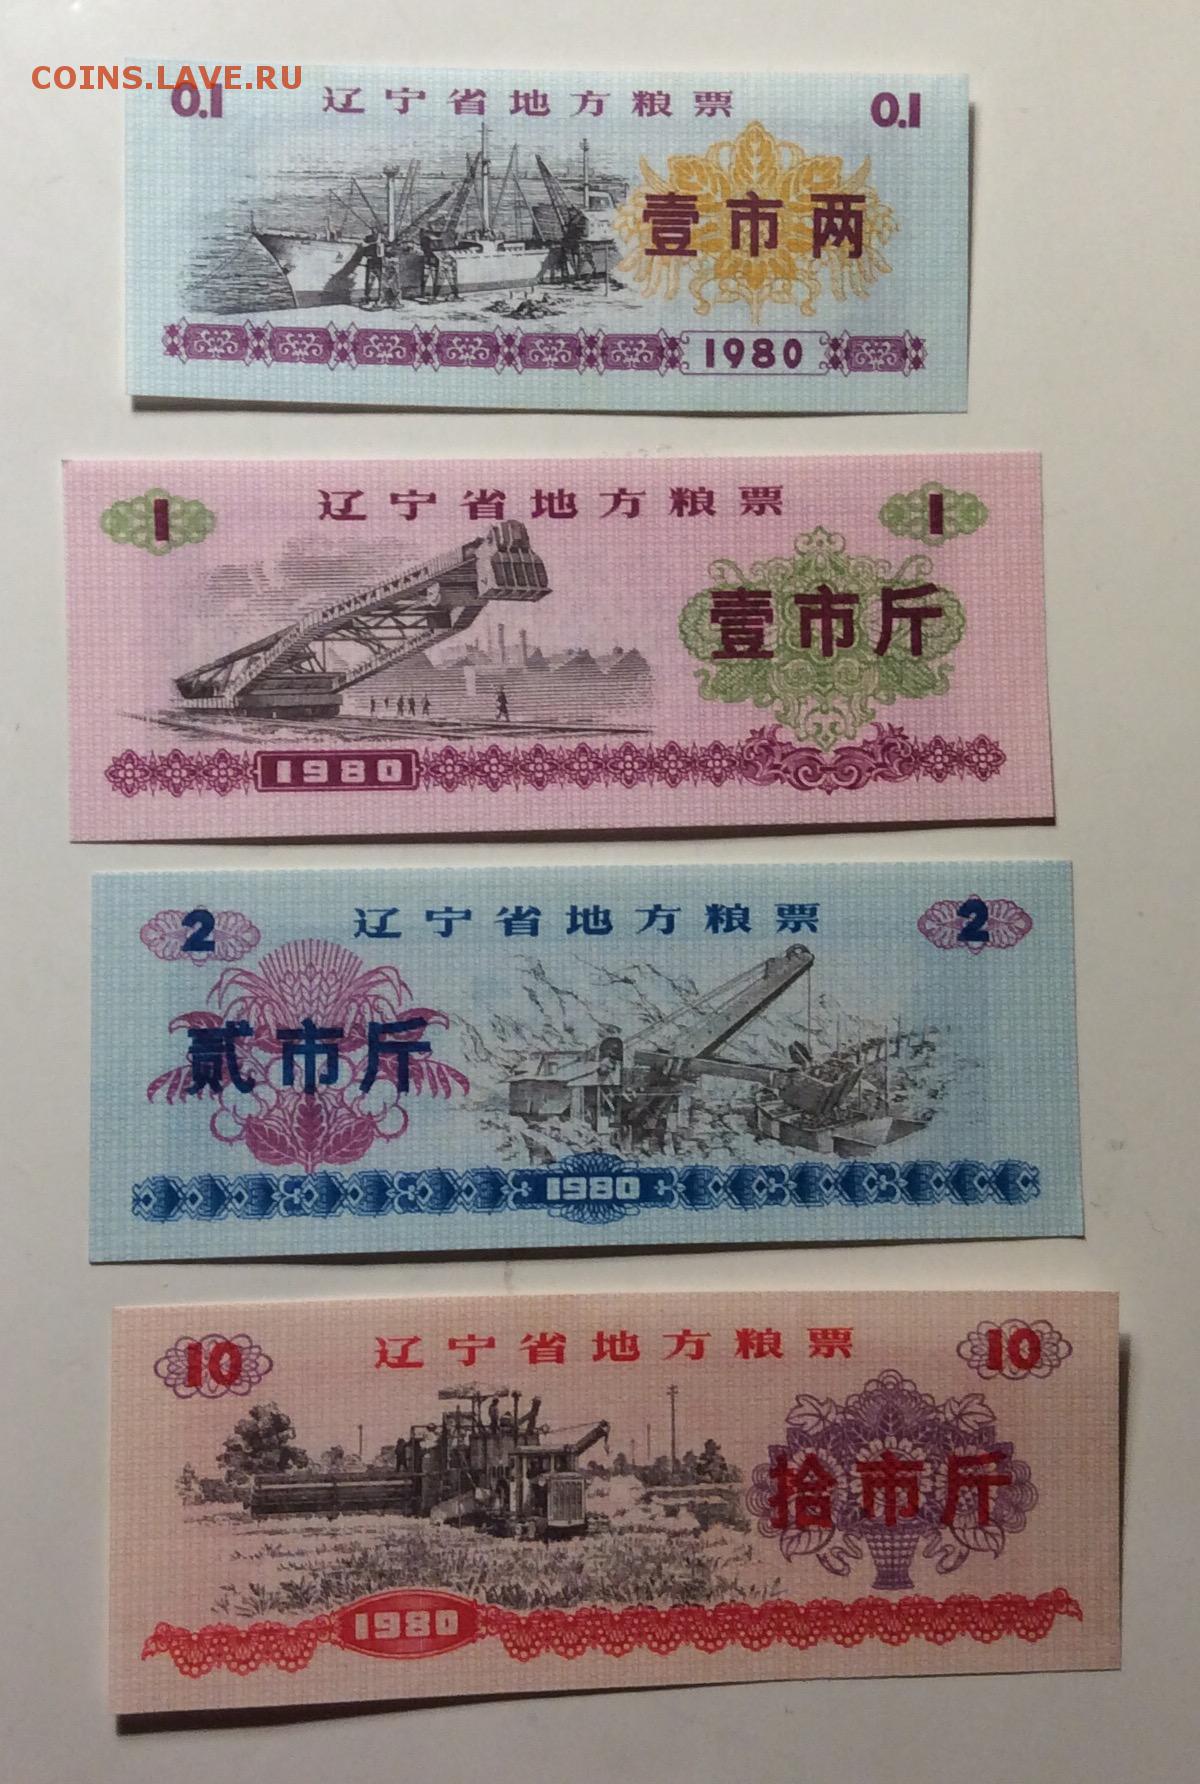 COINS.LAVE.RU
0.1 辽宁省地方粮票 0.1
壹市两
1980
1 辽宁省地方粮票 1
壹市斤
1980
2 辽宁省地方粮票 2
贰市斤
1980
10 辽宁省地方粮票 10
拾市斤
1980